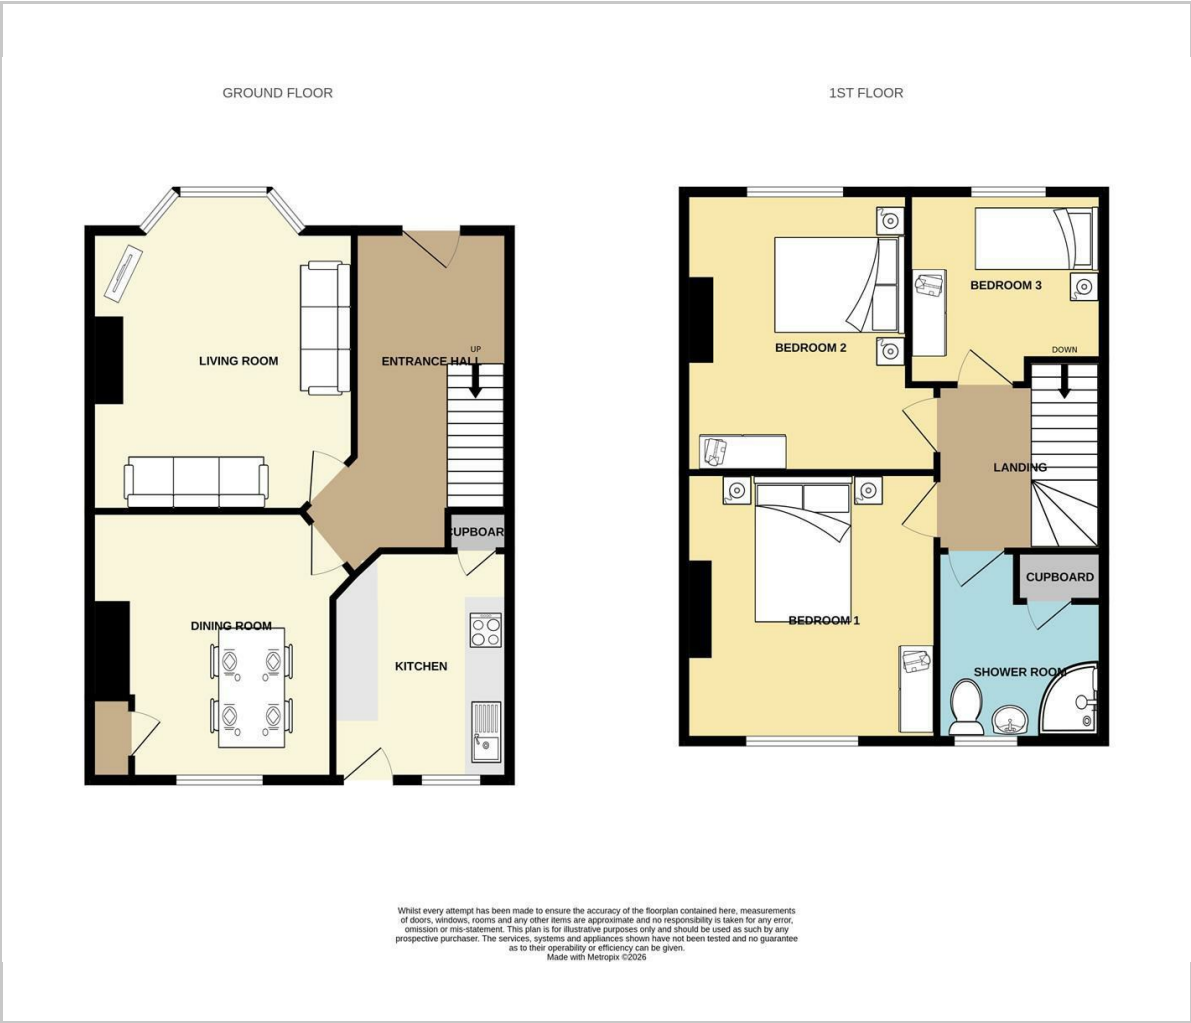 GROUND FLOOR
1ST FLOOR
LIVING ROOM
ENTRANCE HALL
UP
CUPBOARD
DINING ROOM
KITCHEN
BEDROOM 2
BEDROOM 3
DOWN
LANDING
BEDROOM 1
CUPBOARD
SHOWER ROOM
Whilst every attempt has been made to ensure the accuracy of the floorplan contained here, measurements
of doors, windows, rooms and any other items are approximate and no responsibility is taken for any error,
omission or mis-statement. This plan is for illustrative purposes only and should be used as such by any
prospective purchaser. The services, systems and appliances shown have not been tested and no guarantee
as to their operability or efficiency can be given.
Made with Metropix ©2026